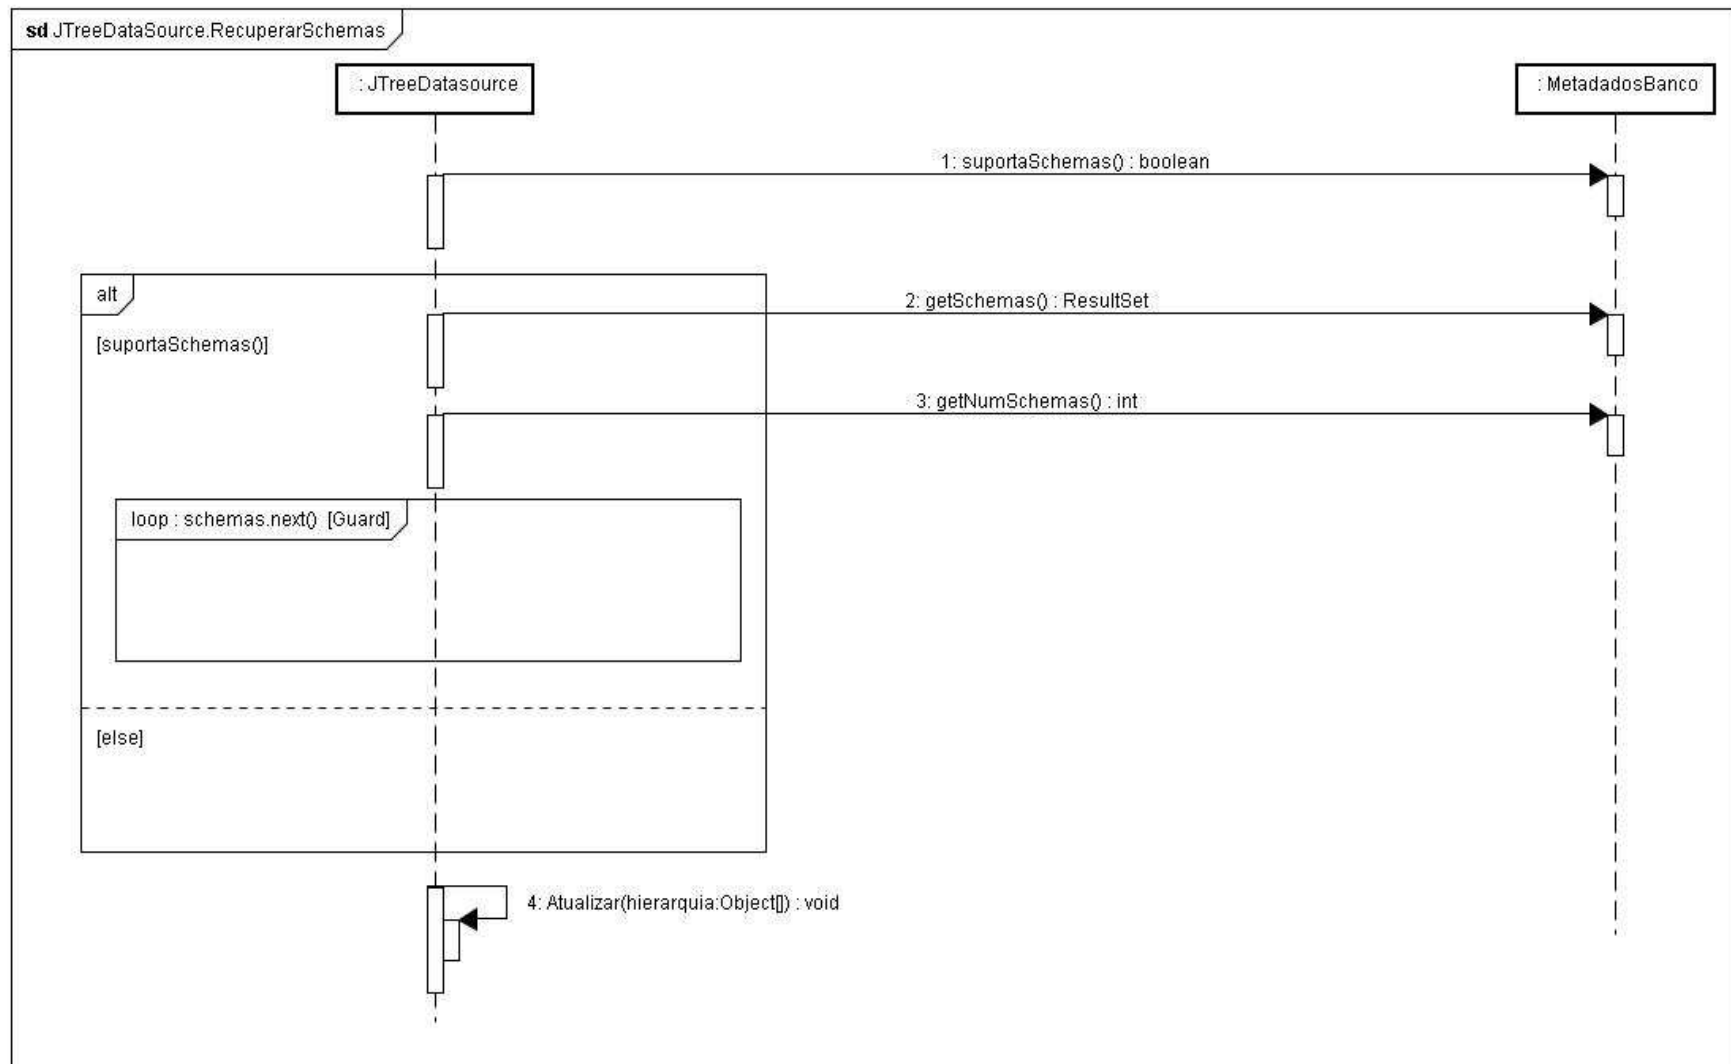 sd JTreeDataSource.RecuperarSchemas
: JTreeDatasource
: MetadadosBanco
1: suportaSchemas() : boolean
alt
2: getSchemas() : ResultSet
[suportaSchemas()]
3: getNumSchemas() : int
loop : schemas.next() [Guard]
[else]
4: Atualizar(hierarquia:Object[]) : void